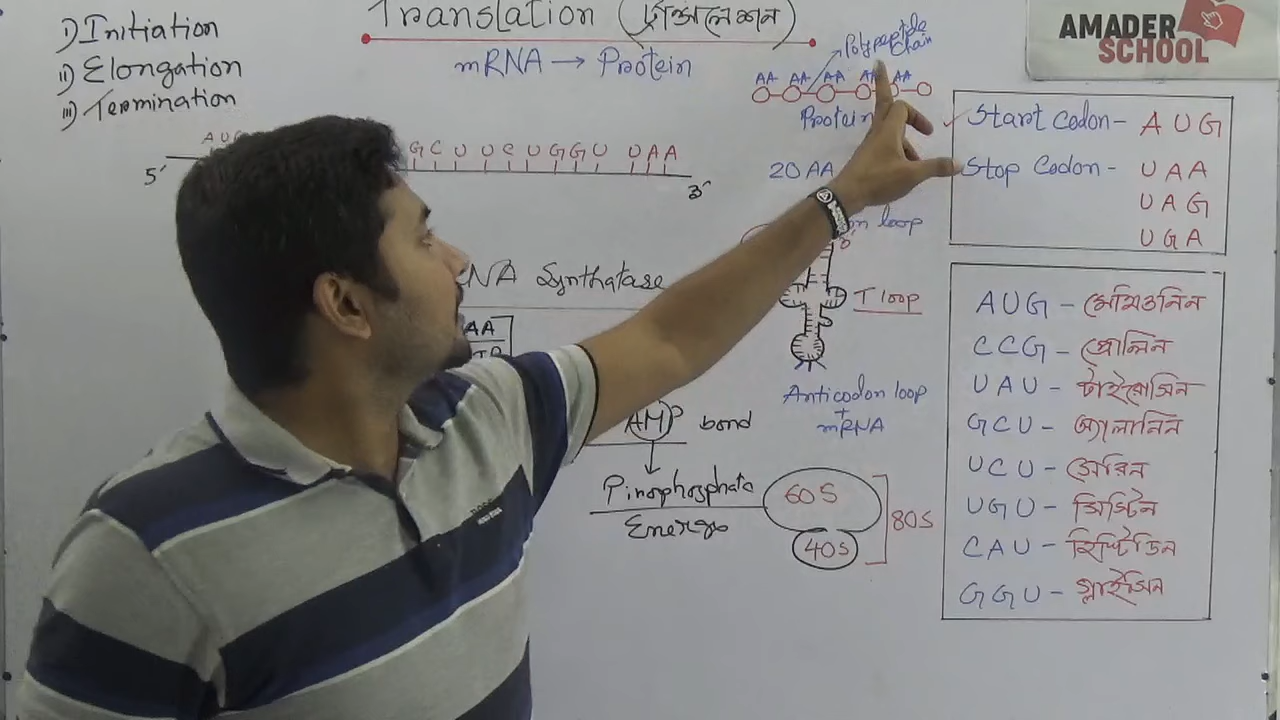 Translation (ট্রান্সলেশন)
mRNA → Protein
i) Initiation
ii) Elongation
iii) Termination
AMADER
SCHOOL
Polypeptide
Chain
AA AA AA AA AA
Protein
20 AA
Start Codon - AUG
Stop Codon - UAA
UAG
UGA
AUG
GCU UCU GGU UAA
5′
3′
loop
T loop
Synthatase
AA
AMP bond
Pirophosphate
Energy
Anticodon loop
+
mRNA
60S
40S
80S
AUG - মেথিওনিন
CCG - প্রোলিন
UAU - টাইরোসিন
GCU - অ্যালানিন
UCU - সেরিন
UGU - সিস্টিন
CAU - হিস্টিডিন
GGU - গ্লাইসিন